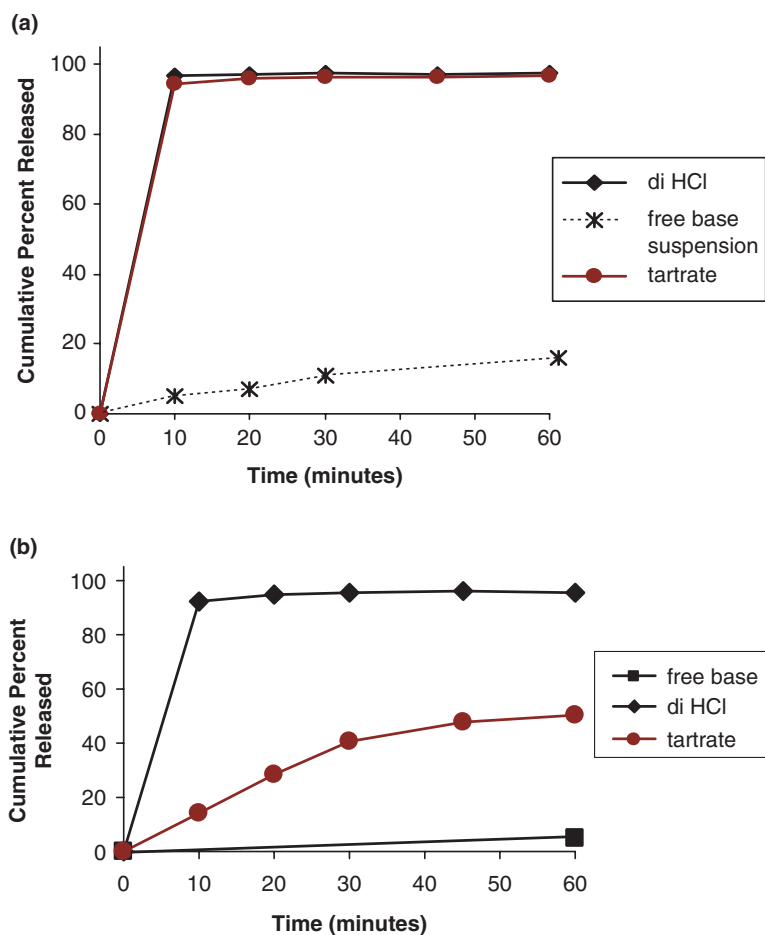 (a)
100
80
60
40
20
0
Cumulative Percent Released
0 10 20 30 40 50 60
Time (minutes)
di HCl
free base
suspension
tartrate
(b)
100
80
60
40
20
0
Cumulative Percent
Released
0 10 20 30 40 50 60
Time (minutes)
free base
di HCl
tartrate